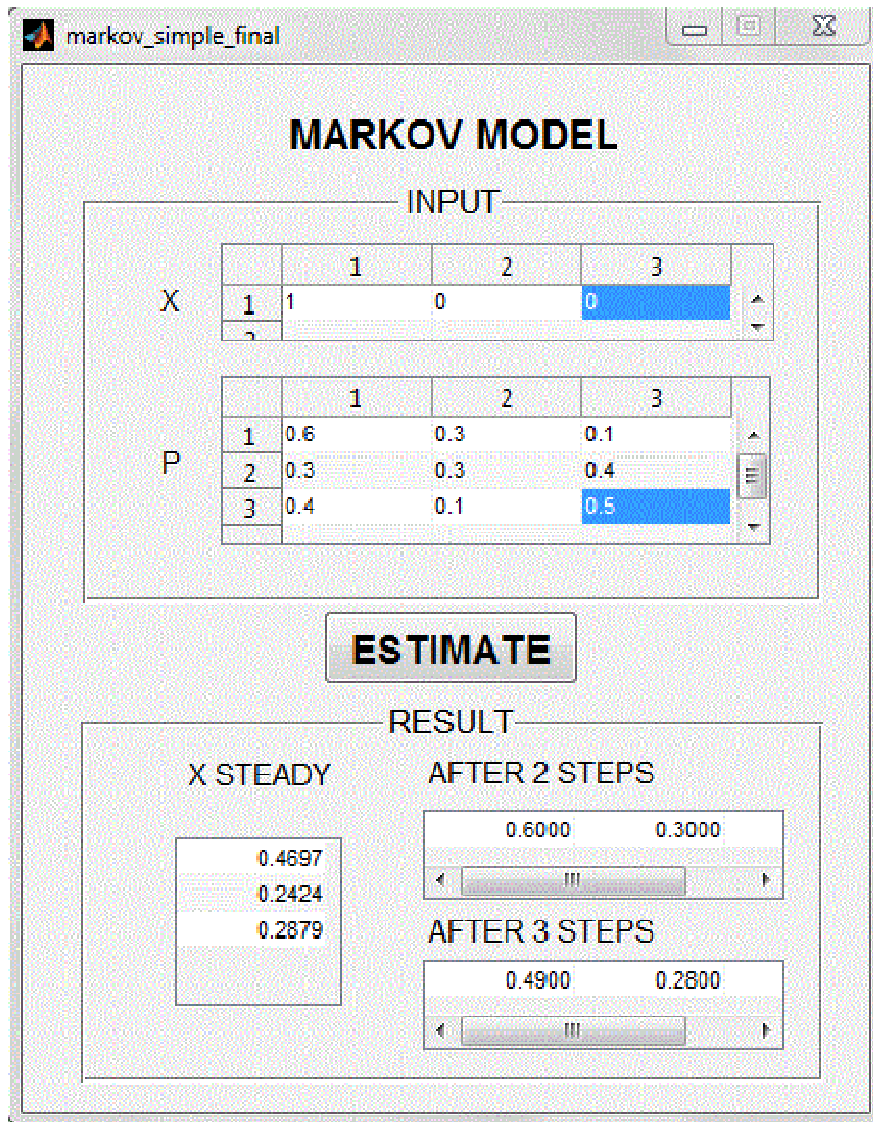 markov_simple_final
MARKOV MODEL
INPUT
X
1 2 3
1 1 0 0
P
1 2 3
1 0.6 0.3 0.1
2 0.3 0.3 0.4
3 0.4 0.1 0.5
ESTIMATE
RESULT
X STEADY
0.4697
0.2424
0.2879
AFTER 2 STEPS
0.6000 0.3000
AFTER 3 STEPS
0.4900 0.2800